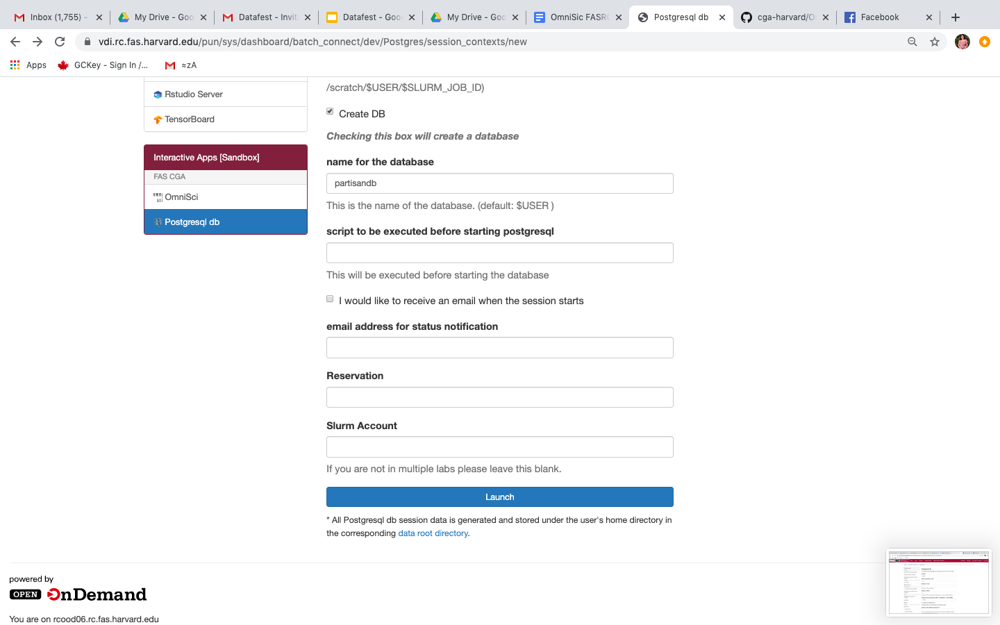 Inbox (1,755) -
My Drive - Goo
Datafest - Invit
Datafest - Goo
My Drive - Goo
OmniSic FASR
Postgresql db
cga-harvard/O
Facebook
vdi.rc.fas.harvard.edu/pun/sys/dashboard/batch_connect/dev/Postgres/session_contexts/new
Apps
GCKey - Sign In /...
≈zA
/scratch/$USER/$SLURM_JOB_ID)
Rstudio Server
TensorBoard
Interactive Apps [Sandbox]
FAS CGA
OmniSci
Postgresql db
Create DB
Checking this box will create a database
name for the database
partisandb
This is the name of the database. (default: $USER )
script to be executed before starting postgresql
This will be executed before starting the database
I would like to receive an email when the session starts
email address for status notification
Reservation
Slurm Account
If you are not in multiple labs please leave this blank.
Launch
* All Postgresql db session data is generated and stored under the user's home directory in
the corresponding data root directory.
powered by
OPEN OnDemand
You are on rcood06.rc.fas.harvard.edu